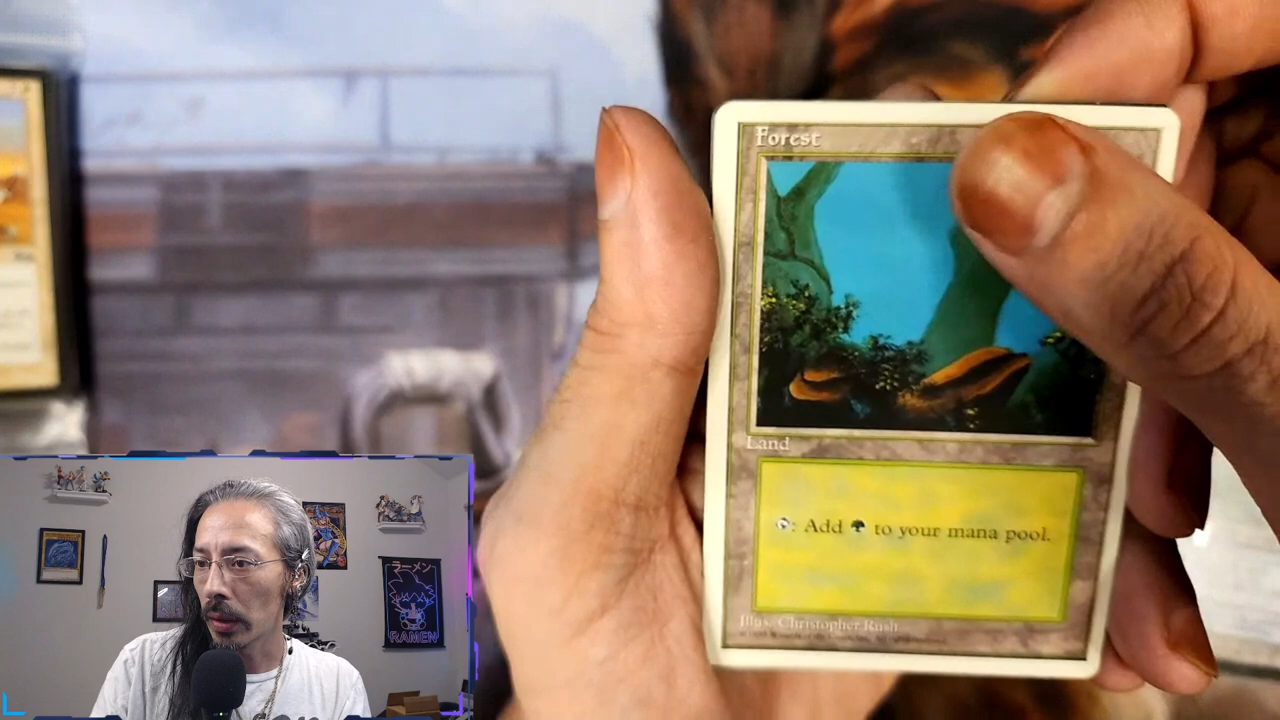 Forest
Land
: Add to your mana pool.
Illus. Christopher Rush
ラーメン
RAMEN